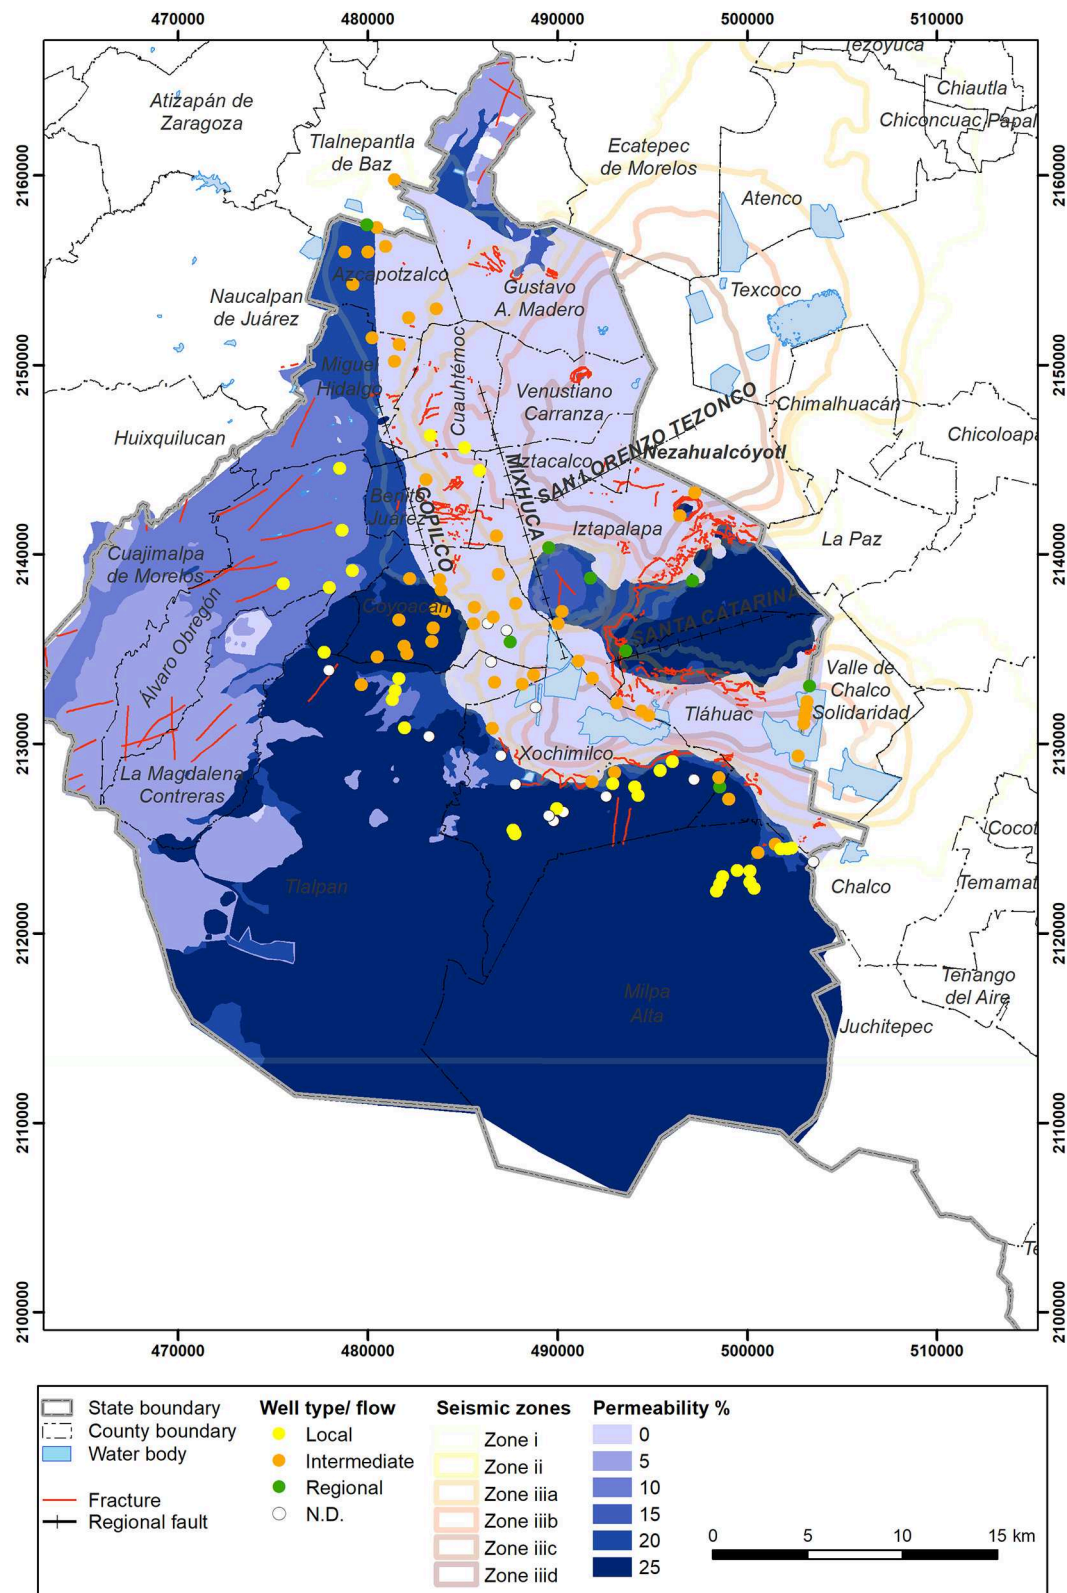 470000 480000 490000 500000 510000
Tezoyuca
Chiautla
Atizapán de
Zaragoza
Chiconcuac Papal
Tlalnepantla
de Baz
Ecatepec
de Morelos
2160000
2160000
Atenco
Azcapotzalco
Gustavo
A. Madero
Texcoco
Naucalpan
de Juárez
2150000
2150000
Miguel
Hidalgo
Cuauhtémoc
Venustiano
Carranza
Chimalhuacán
Huixquilucan
Chicoloapa
SAN LORENZO TEZONCO
Nezahualcóyotl
Iztacalco
MIXHUCA
Benito
Juárez
COPILCO
Iztapalapa
La Paz
2140000
2140000
Cuajimalpa
de Morelos
Coyoacán
SANTA CATARINA
Álvaro Obregón
Valle de
Chalco
Solidaridad
Tláhuac
2130000
2130000
Xochimilco
La Magdalena
Contreras
Cocot
Tlalpan
Chalco
Temamat
2120000
2120000
Tenango
del Aire
Milpa
Alta
Juchitepec
2110000
2110000
Te
2100000
2100000
470000 480000 490000 500000 510000
State boundary
County boundary
Water body
Fracture
Regional fault
Well type/ flow
Local
Intermediate
Regional
N.D.
Seismic zones
Zone i
Zone ii
Zone iiia
Zone iiib
Zone iiic
Zone iiid
Permeability %
0
5
10
15
20
25
0 5 10 15 km